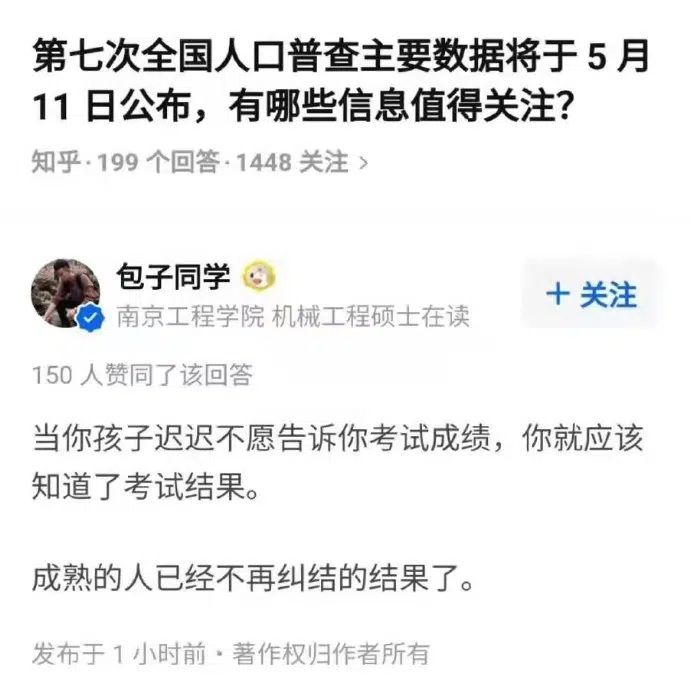 第七次全国人口普查主要数据将于 5 月
11 日公布，有哪些信息值得关注？
知乎 · 199 个回答 · 1448 关注 >
包子同学
南京工程学院 机械工程硕士在读
+ 关注
150 人赞同了该回答
当你孩子迟迟不愿告诉你考试成绩，你就应该
知道了考试结果。
成熟的人已经不再纠结的结果了。
发布于 1 小时前 · 著作权归作者所有